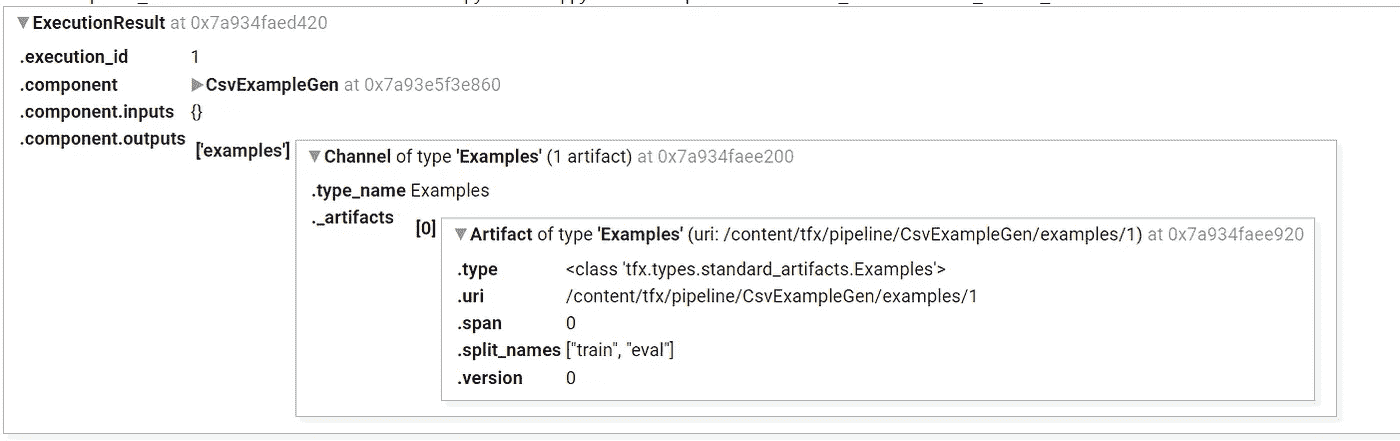 ExecutionResult at 0x7a934faed420
.execution_id 1
.component CsvExampleGen at 0x7a93e5f3e860
.component.inputs {}
.component.outputs ['examples']
Channel of type 'Examples' (1 artifact) at 0x7a934faee200
.type_name Examples
._artifacts [0]
Artifact of type 'Examples' (uri: /content/tfx/pipeline/CsvExampleGen/examples/1) at 0x7a934faee920
.type <class 'tfx.types.standard_artifacts.Examples'>
.uri /content/tfx/pipeline/CsvExampleGen/examples/1
.span 0
.split_names ["train", "eval"]
.version 0